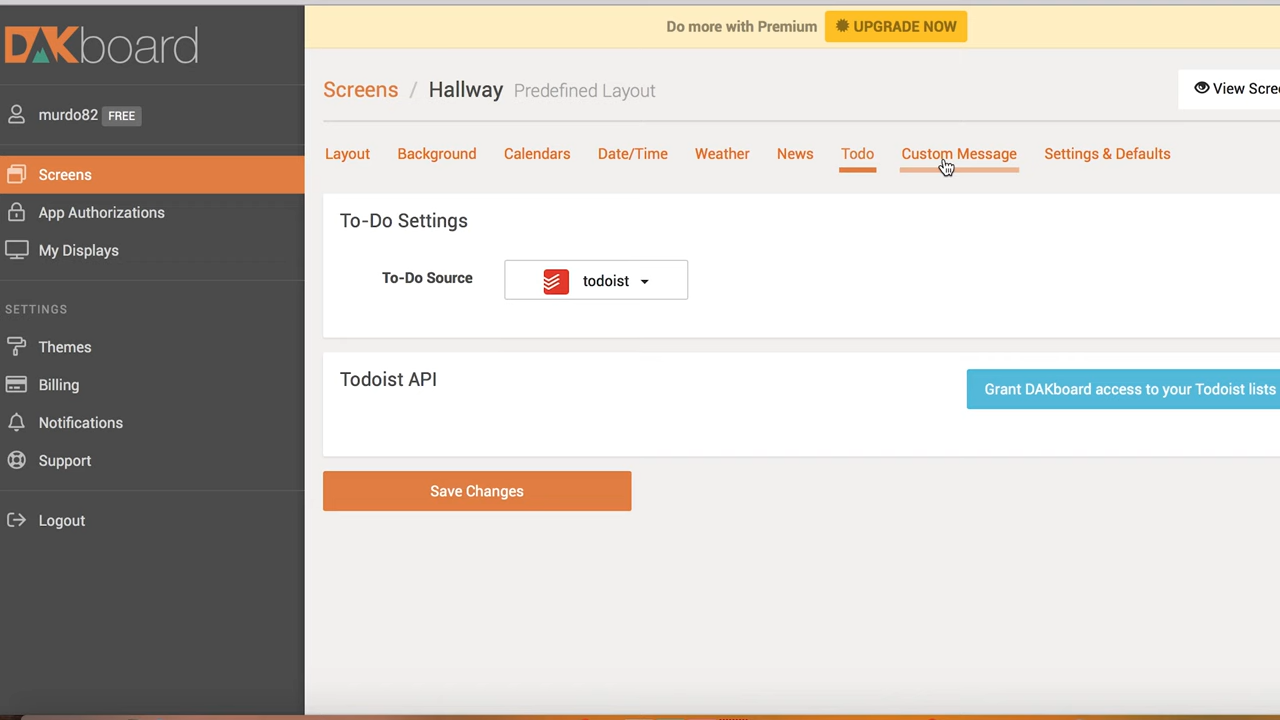 DAKboard
murdo82 FREE
Screens
App Authorizations
My Displays
SETTINGS
Themes
Billing
Notifications
Support
Logout
Do more with Premium UPGRADE NOW
Screens / Hallway Predefined Layout
View Scre
Layout Background Calendars Date/Time Weather News Todo Custom Message Settings & Defaults
To-Do Settings
To-Do Source todoist
Todoist API
Grant DAKboard access to your Todoist lists
Save Changes